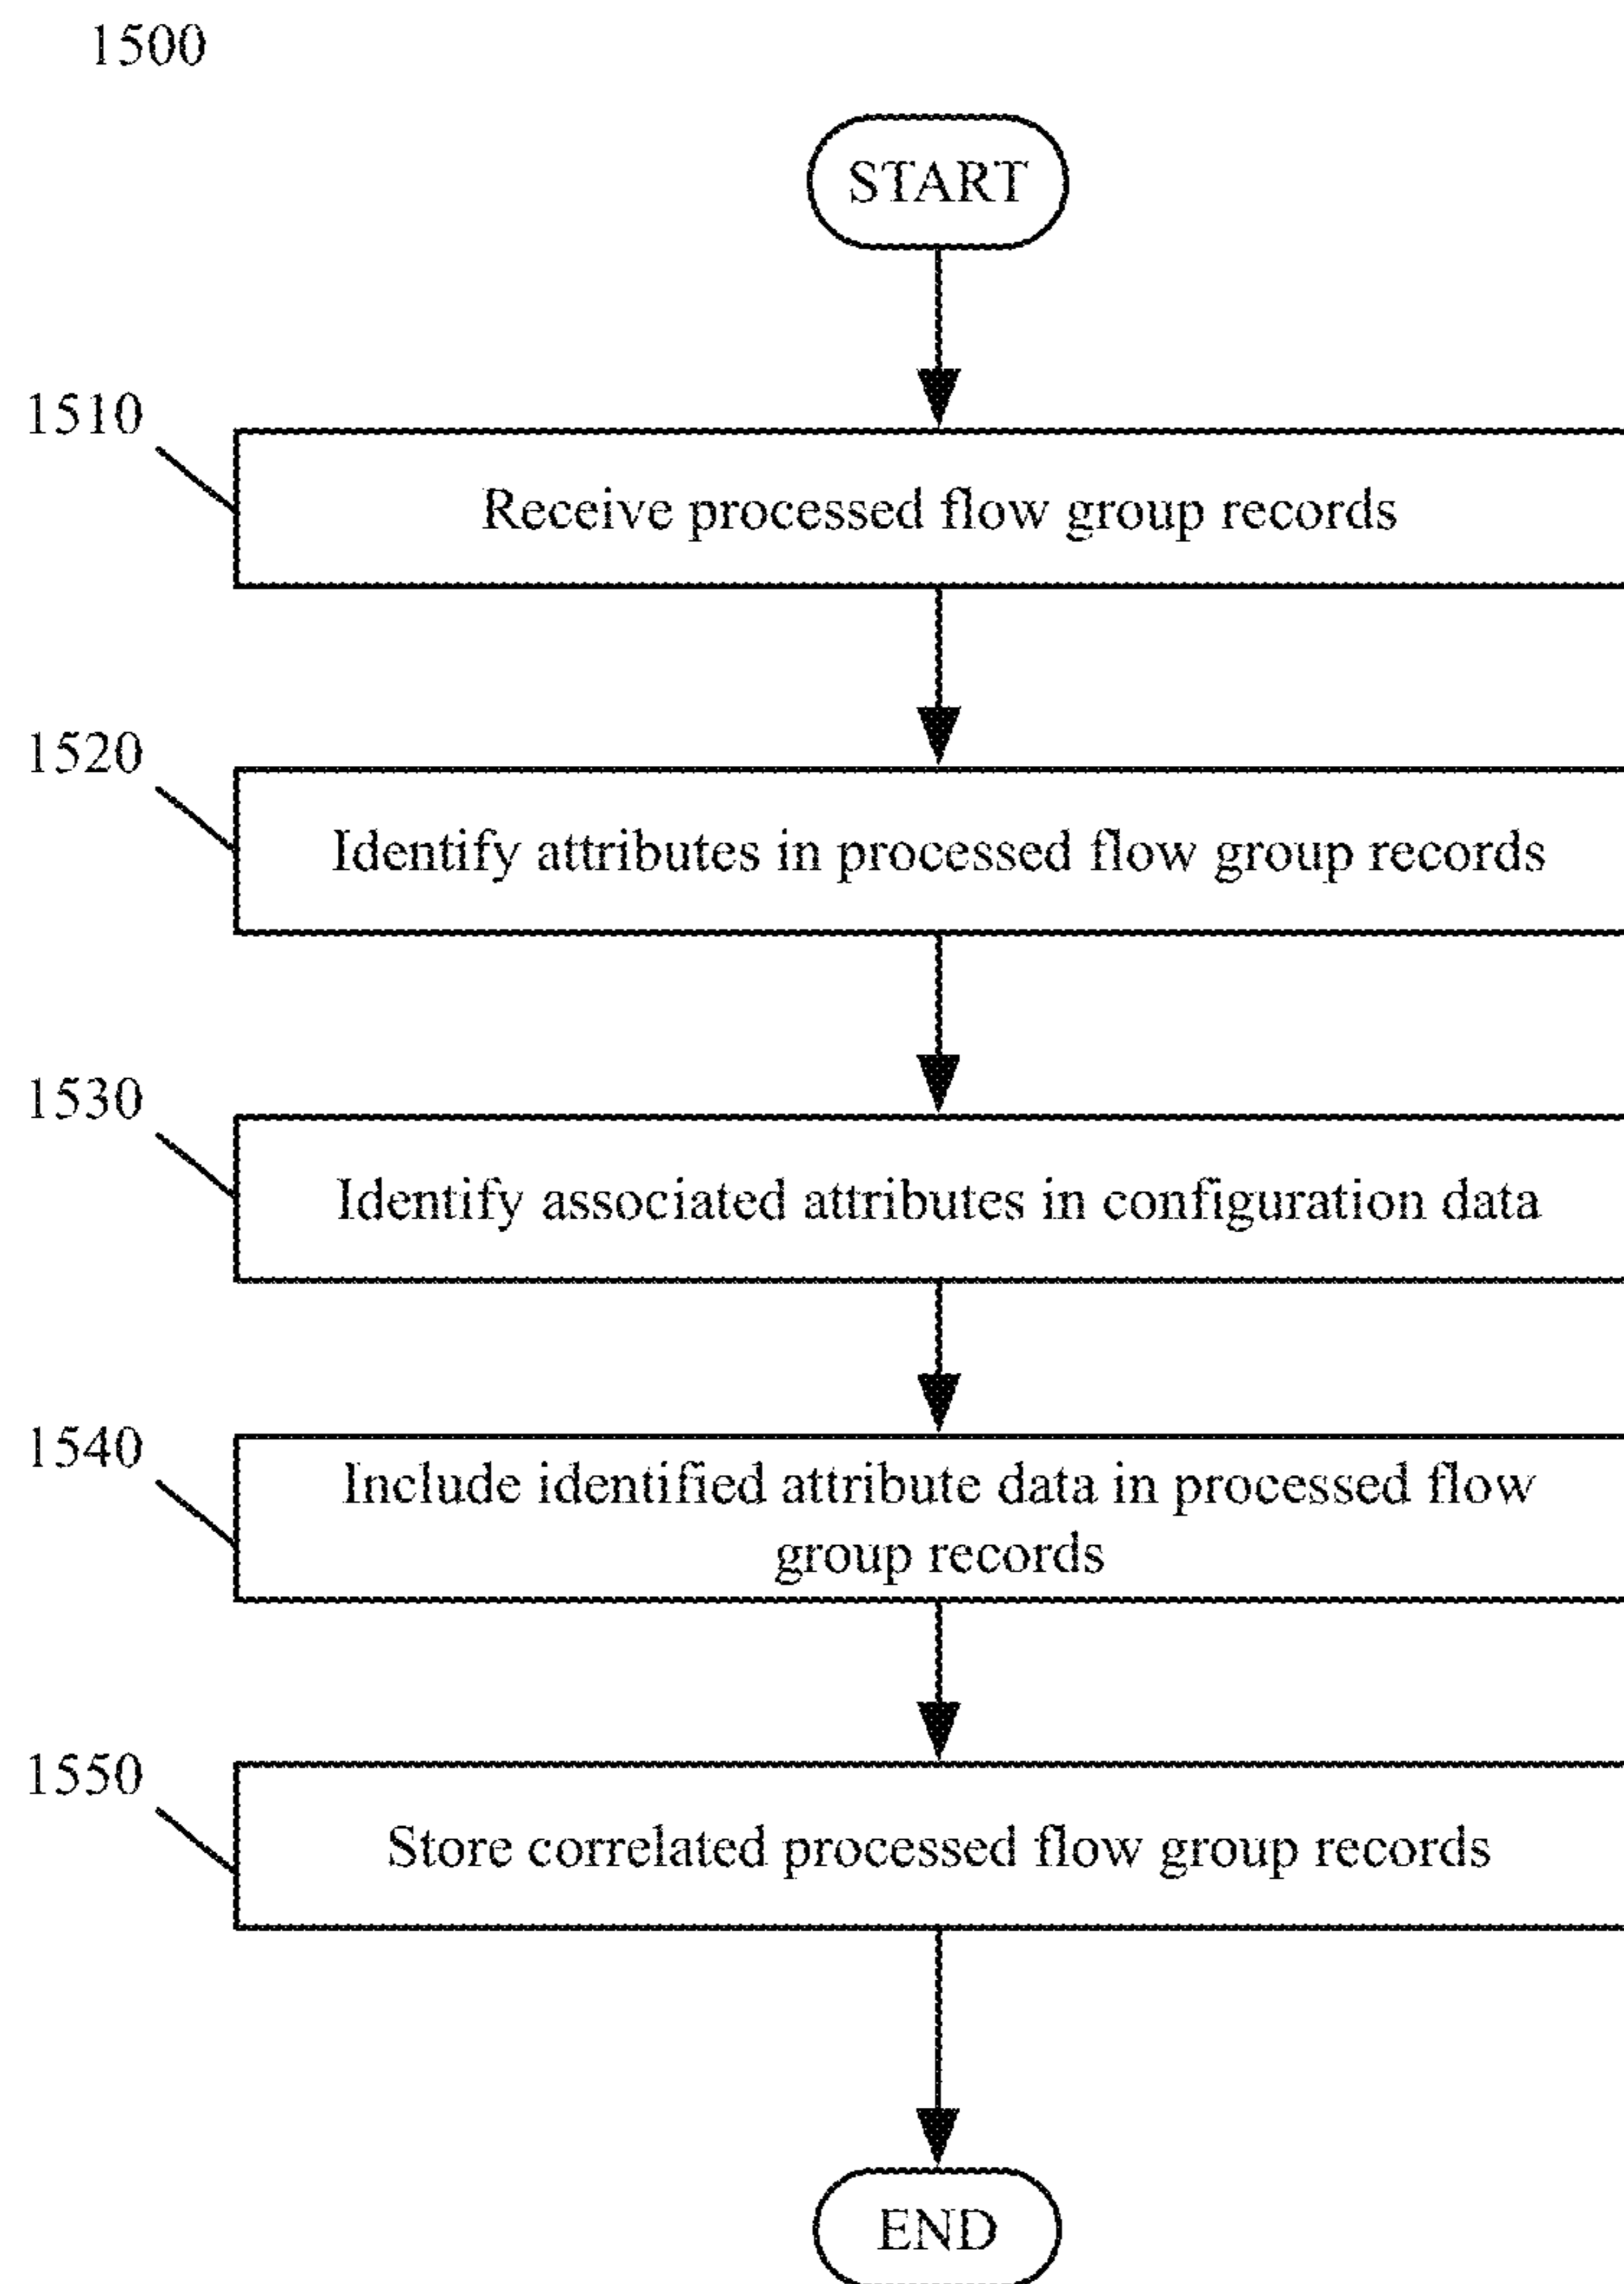 1500
START
1510
Receive processed flow group records
1520
Identify attributes in processed flow group records
1530
Identify associated attributes in configuration data
1540
Include identified attribute data in processed flow
group records
1550
Store correlated processed flow group records
END